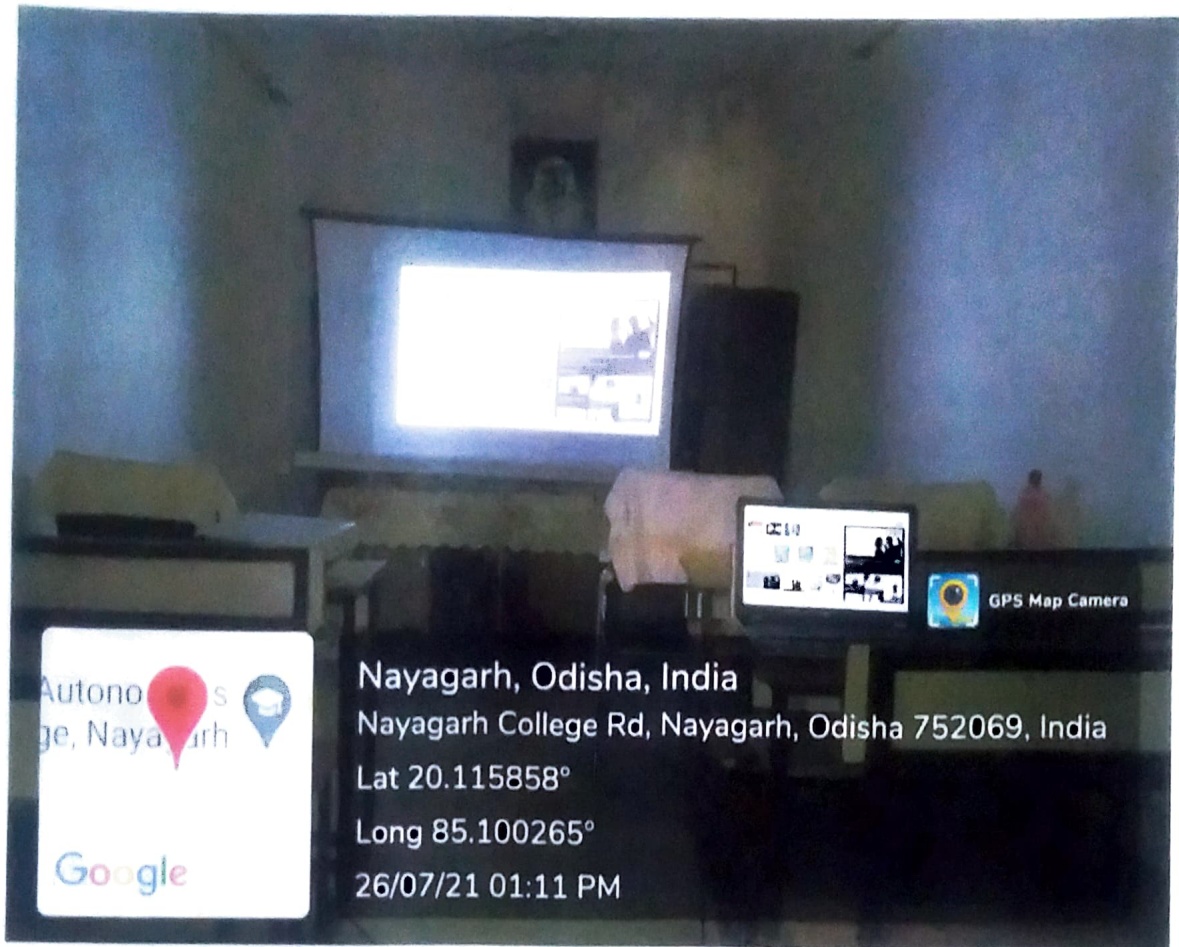 GPS Map Camera
Autono s
ge, Naya arh
Google
Nayagarh, Odisha, India
Nayagarh College Rd, Nayagarh, Odisha 752069, India
Lat 20.115858°
Long 85.100265°
26/07/21 01:11 PM